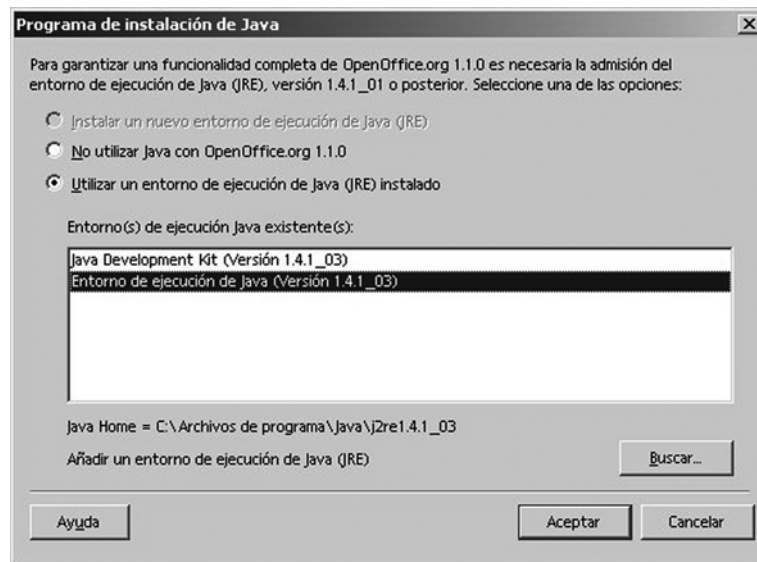 Programa de instalación de Java
Para garantizar una funcionalidad completa de OpenOffice.org 1.1.0 es necesaria la admisión del
entorno de ejecución de Java (JRE), versión 1.4.1_01 o posterior. Seleccione una de las opciones:
Instalar un nuevo entorno de ejecución de Java (JRE)
No utilizar Java con OpenOffice.org 1.1.0
Utilizar un entorno de ejecución de Java (JRE) instalado
Entorno(s) de ejecución Java existente(s):
Java Development Kit (Versión 1.4.1_03)
Entorno de ejecución de Java (Versión 1.4.1_03)
Java Home = C:\Archivos de programa\Java\j2re1.4.1_03
Añadir un entorno de ejecución de Java (JRE)
Buscar...
Ayuda
Aceptar
Cancelar